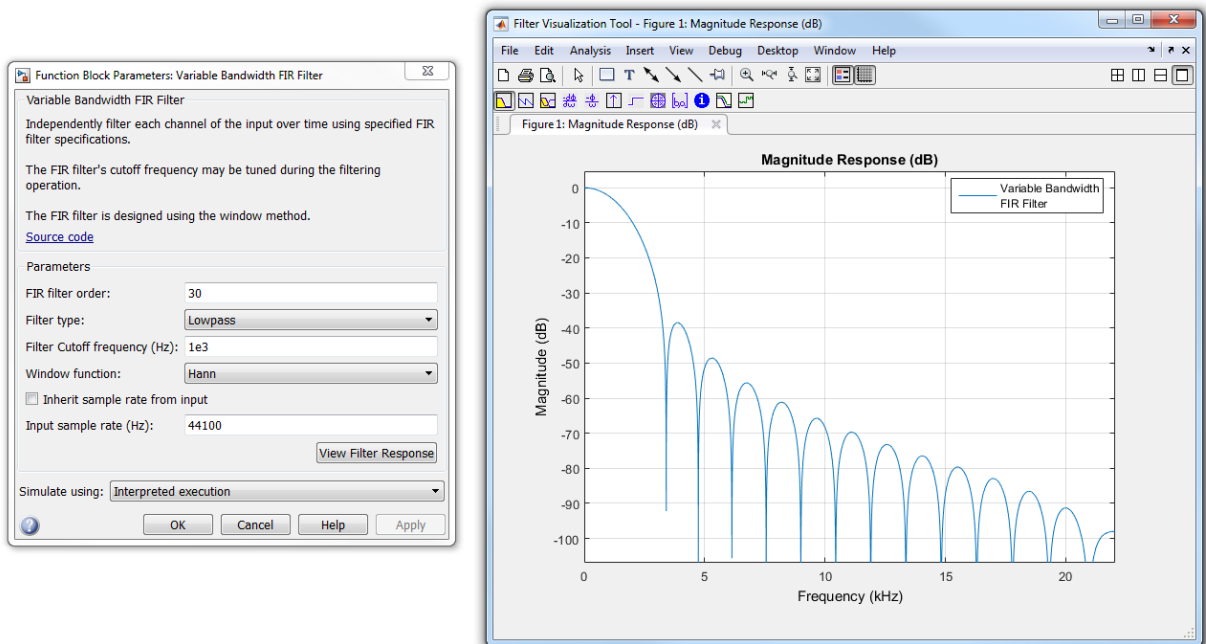 Function Block Parameters: Variable Bandwidth FIR Filter
Variable Bandwidth FIR Filter
Independently filter each channel of the input over time using specified FIR
filter specifications.
The FIR filter's cutoff frequency may be tuned during the filtering
operation.
The FIR filter is designed using the window method.
Source code
Parameters
FIR filter order: 30
Filter type: Lowpass
Filter Cutoff frequency (Hz): 1e3
Window function: Hann
Inherit sample rate from input
Input sample rate (Hz): 44100
View Filter Response
Simulate using: Interpreted execution
OK Cancel Help Apply
Filter Visualization Tool - Figure 1: Magnitude Response (dB)
File Edit Analysis Insert View Debug Desktop Window Help
Figure 1: Magnitude Response (dB)
Magnitude Response (dB)
Variable Bandwidth
FIR Filter
Magnitude (dB)
0
-10
-20
-30
-40
-50
-60
-70
-80
-90
-100
0 5 10 15 20
Frequency (kHz)